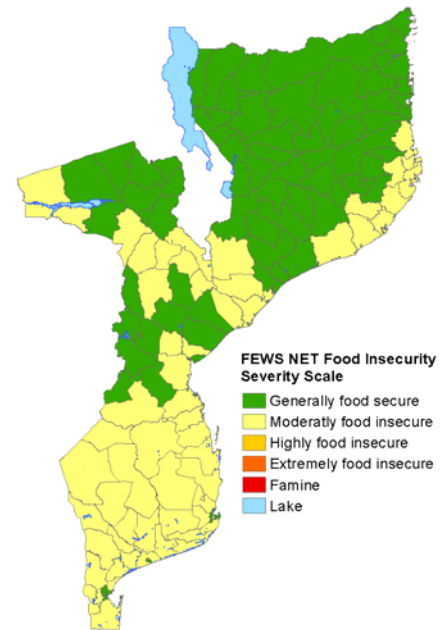 FEWS NET Food Insecurity
Severity Scale
Generally food secure
Moderatly food insecure
Highly food insecure
Extremely food insecure
Famine
Lake